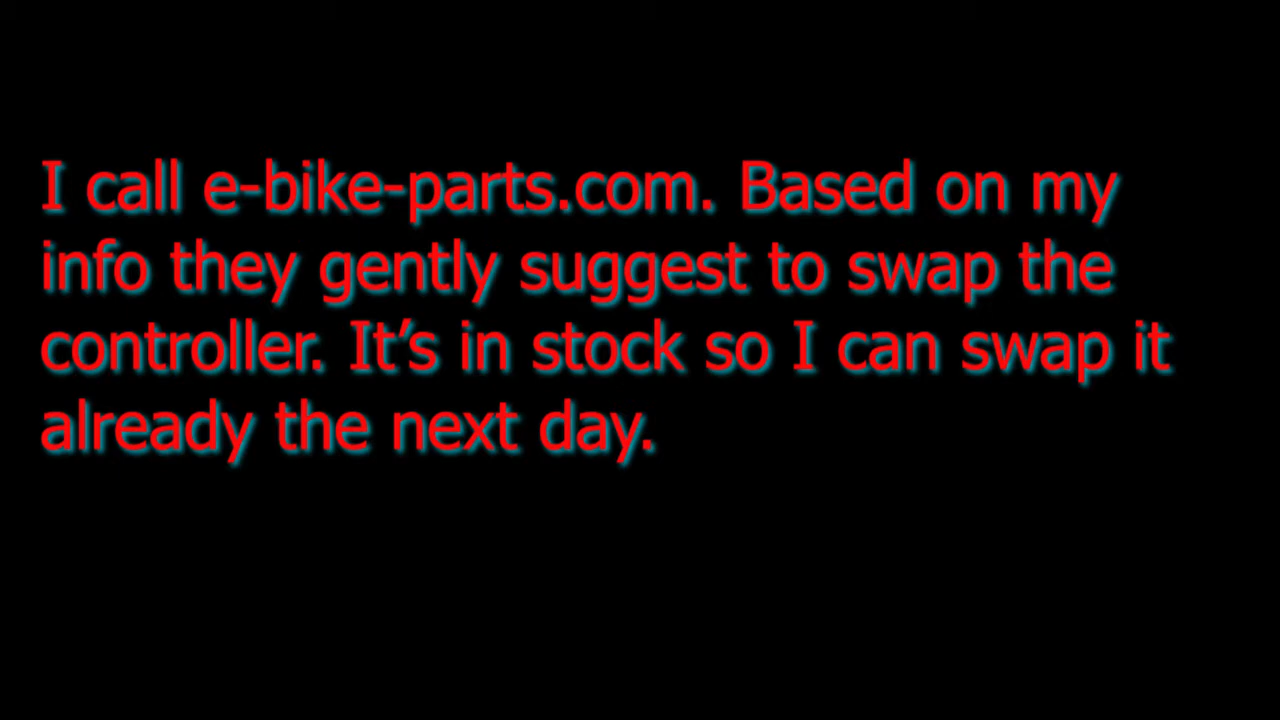 I call e-bike-parts.com. Based on my
info they gently suggest to swap the
controller. It’s in stock so I can swap it
already the next day.